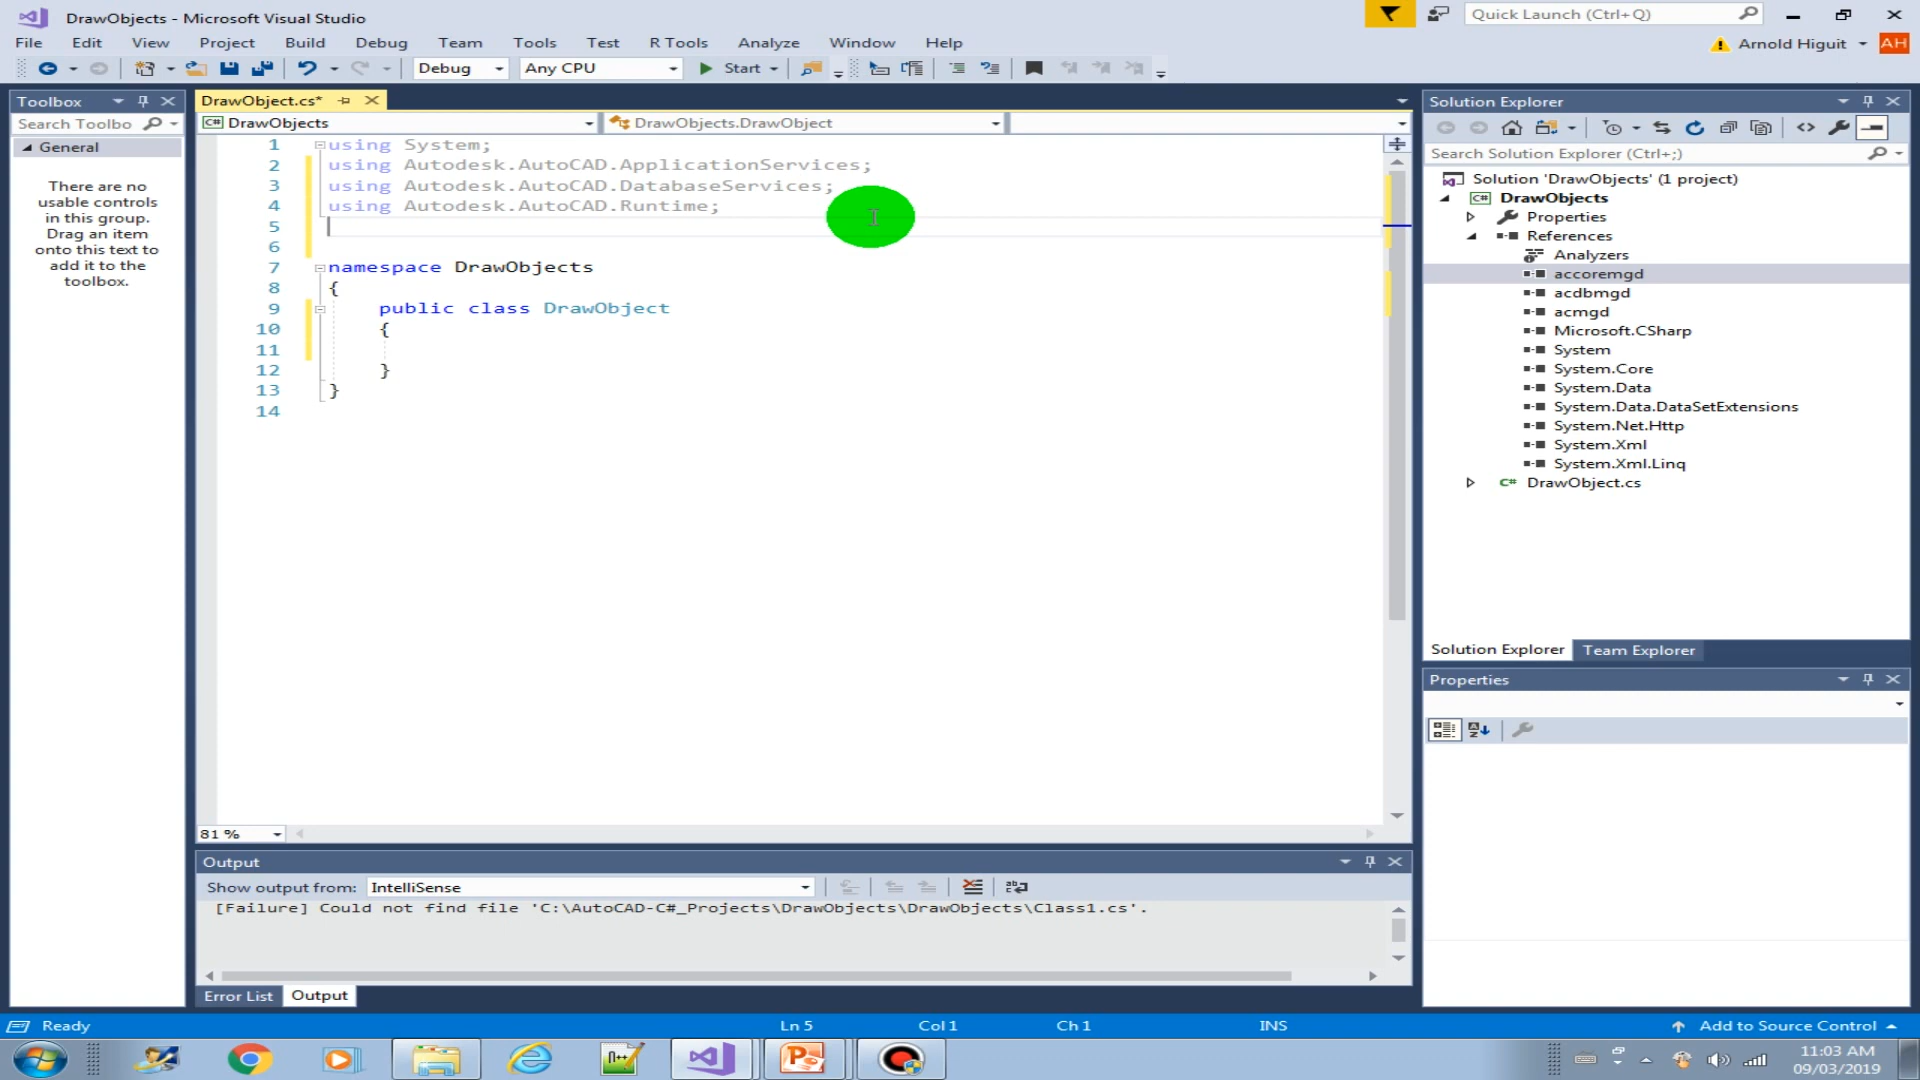 DrawObjects - Microsoft Visual Studio
Quick Launch (Ctrl+Q)
File Edit View Project Build Debug Team Tools Test R Tools Analyze Window Help
Arnold Higuit AH
Debug Any CPU Start
Toolbox
Search Toolbo
General
There are no
usable controls
in this group.
Drag an item
onto this text to
add it to the
toolbox.
DrawObject.cs*
C# DrawObjects DrawObjects.DrawObject
1 using System;
2 using Autodesk.AutoCAD.ApplicationServices;
3 using Autodesk.AutoCAD.DatabaseServices;
4 using Autodesk.AutoCAD.Runtime;
5
6
7 namespace DrawObjects
8 {
9 public class DrawObject
10 {
11
12 }
13 }
14
81 %
Output
Show output from: IntelliSense
[Failure] Could not find file 'C:\AutoCAD-C#_Projects\DrawObjects\DrawObjects\Class1.cs'.
Error List Output
Solution Explorer
Search Solution Explorer (Ctrl+;)
Solution 'DrawObjects' (1 project)
C# DrawObjects
Properties
References
Analyzers
accoremgd
acdbmgd
acmgd
Microsoft.CSharp
System
System.Core
System.Data
System.Data.DataSetExtensions
System.Net.Http
System.Xml
System.Xml.Linq
C# DrawObject.cs
Solution Explorer Team Explorer
Properties
Ready Ln 5 Col 1 Ch 1 INS Add to Source Control
11:03 AM
09/03/2019